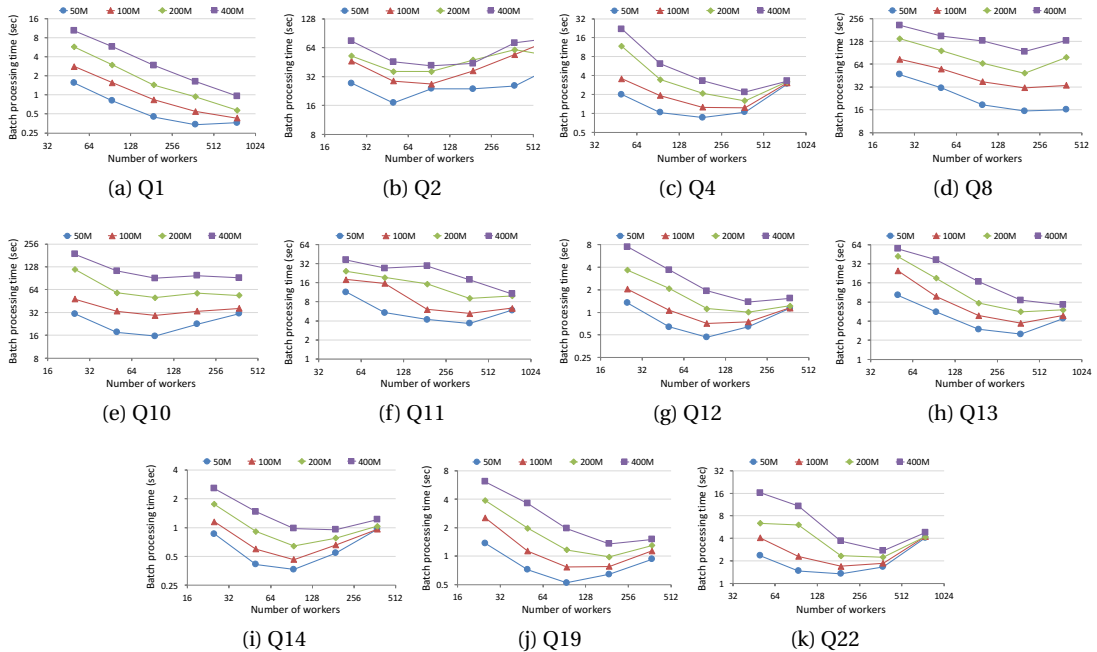 50M 100M 200M 400M
Batch processing time (sec)
16
8
4
2
1
0.5
0.25
32 64 128 256 512 1024
Number of workers
(a) Q1
50M 100M 200M 400M
Batch processing time (sec)
128
64
32
16
8
16 32 64 128 256 512
Number of workers
(b) Q2
50M 100M 200M 400M
Batch processing time (sec)
32
16
8
4
2
1
0.5
32 64 128 256 512 1024
Number of workers
(c) Q4
50M 100M 200M 400M
Batch processing time (sec)
256
128
64
32
16
8
16 32 64 128 256 512
Number of workers
(d) Q8
50M 100M 200M 400M
Batch processing time (sec)
256
128
64
32
16
8
16 32 64 128 256 512
Number of workers
(e) Q10
50M 100M 200M 400M
Batch processing time (sec)
64
32
16
8
4
2
1
32 64 128 256 512 1024
Number of workers
(f) Q11
50M 100M 200M 400M
Batch processing time (sec)
8
4
2
1
0.5
0.25
16 32 64 128 256 512
Number of workers
(g) Q12
50M 100M 200M 400M
Batch processing time (sec)
64
32
16
8
4
2
1
32 64 128 256 512 1024
Number of workers
(h) Q13
50M 100M 200M 400M
Batch processing time (sec)
4
2
1
0.5
0.25
16 32 64 128 256 512
Number of workers
(i) Q14
50M 100M 200M 400M
Batch processing time (sec)
8
4
2
1
0.5
16 32 64 128 256 512
Number of workers
(j) Q19
50M 100M 200M 400M
Batch processing time (sec)
32
16
8
4
2
1
32 64 128 256 512 1024
Number of workers
(k) Q22